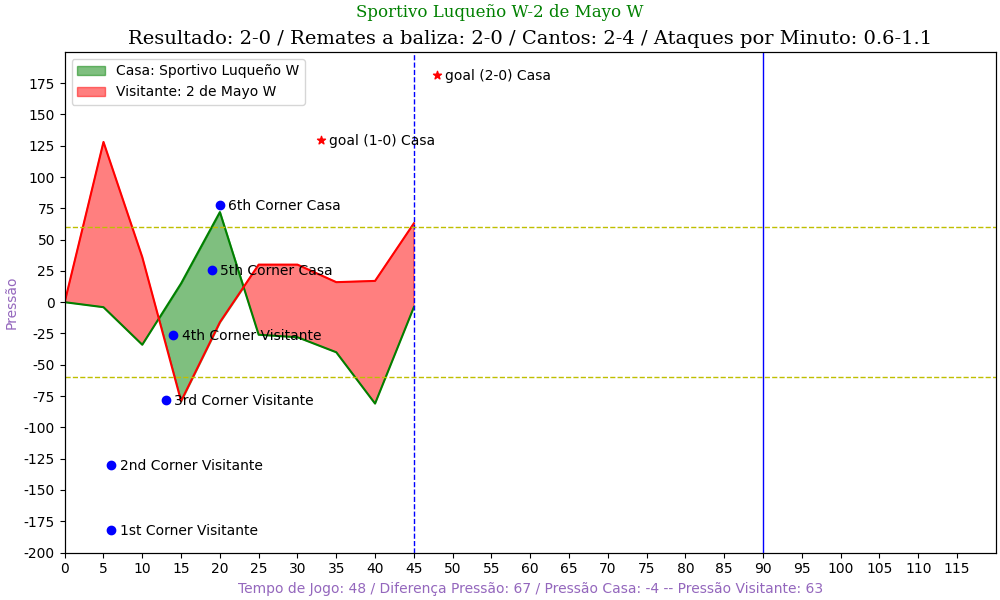 Sportivo Luqueño W-2 de Mayo W
Resultado: 2-0 / Remates a baliza: 2-0 / Cantos: 2-4 / Ataques por Minuto: 0.6-1.1
Casa: Sportivo Luqueño W
Visitante: 2 de Mayo W
goal (2-0) Casa
goal (1-0) Casa
6th Corner Casa
5th Corner Casa
4th Corner Visitante
3rd Corner Visitante
2nd Corner Visitante
1st Corner Visitante
Pressão
175
150
125
100
75
50
25
0
-25
-50
-75
-100
-125
-150
-175
-200
0 5 10 15 20 25 30 35 40 45 50 55 60 65 70 75 80 85 90 95 100 105 110 115
Tempo de Jogo: 48 / Diferença Pressão: 67 / Pressão Casa: -4 -- Pressão Visitante: 63